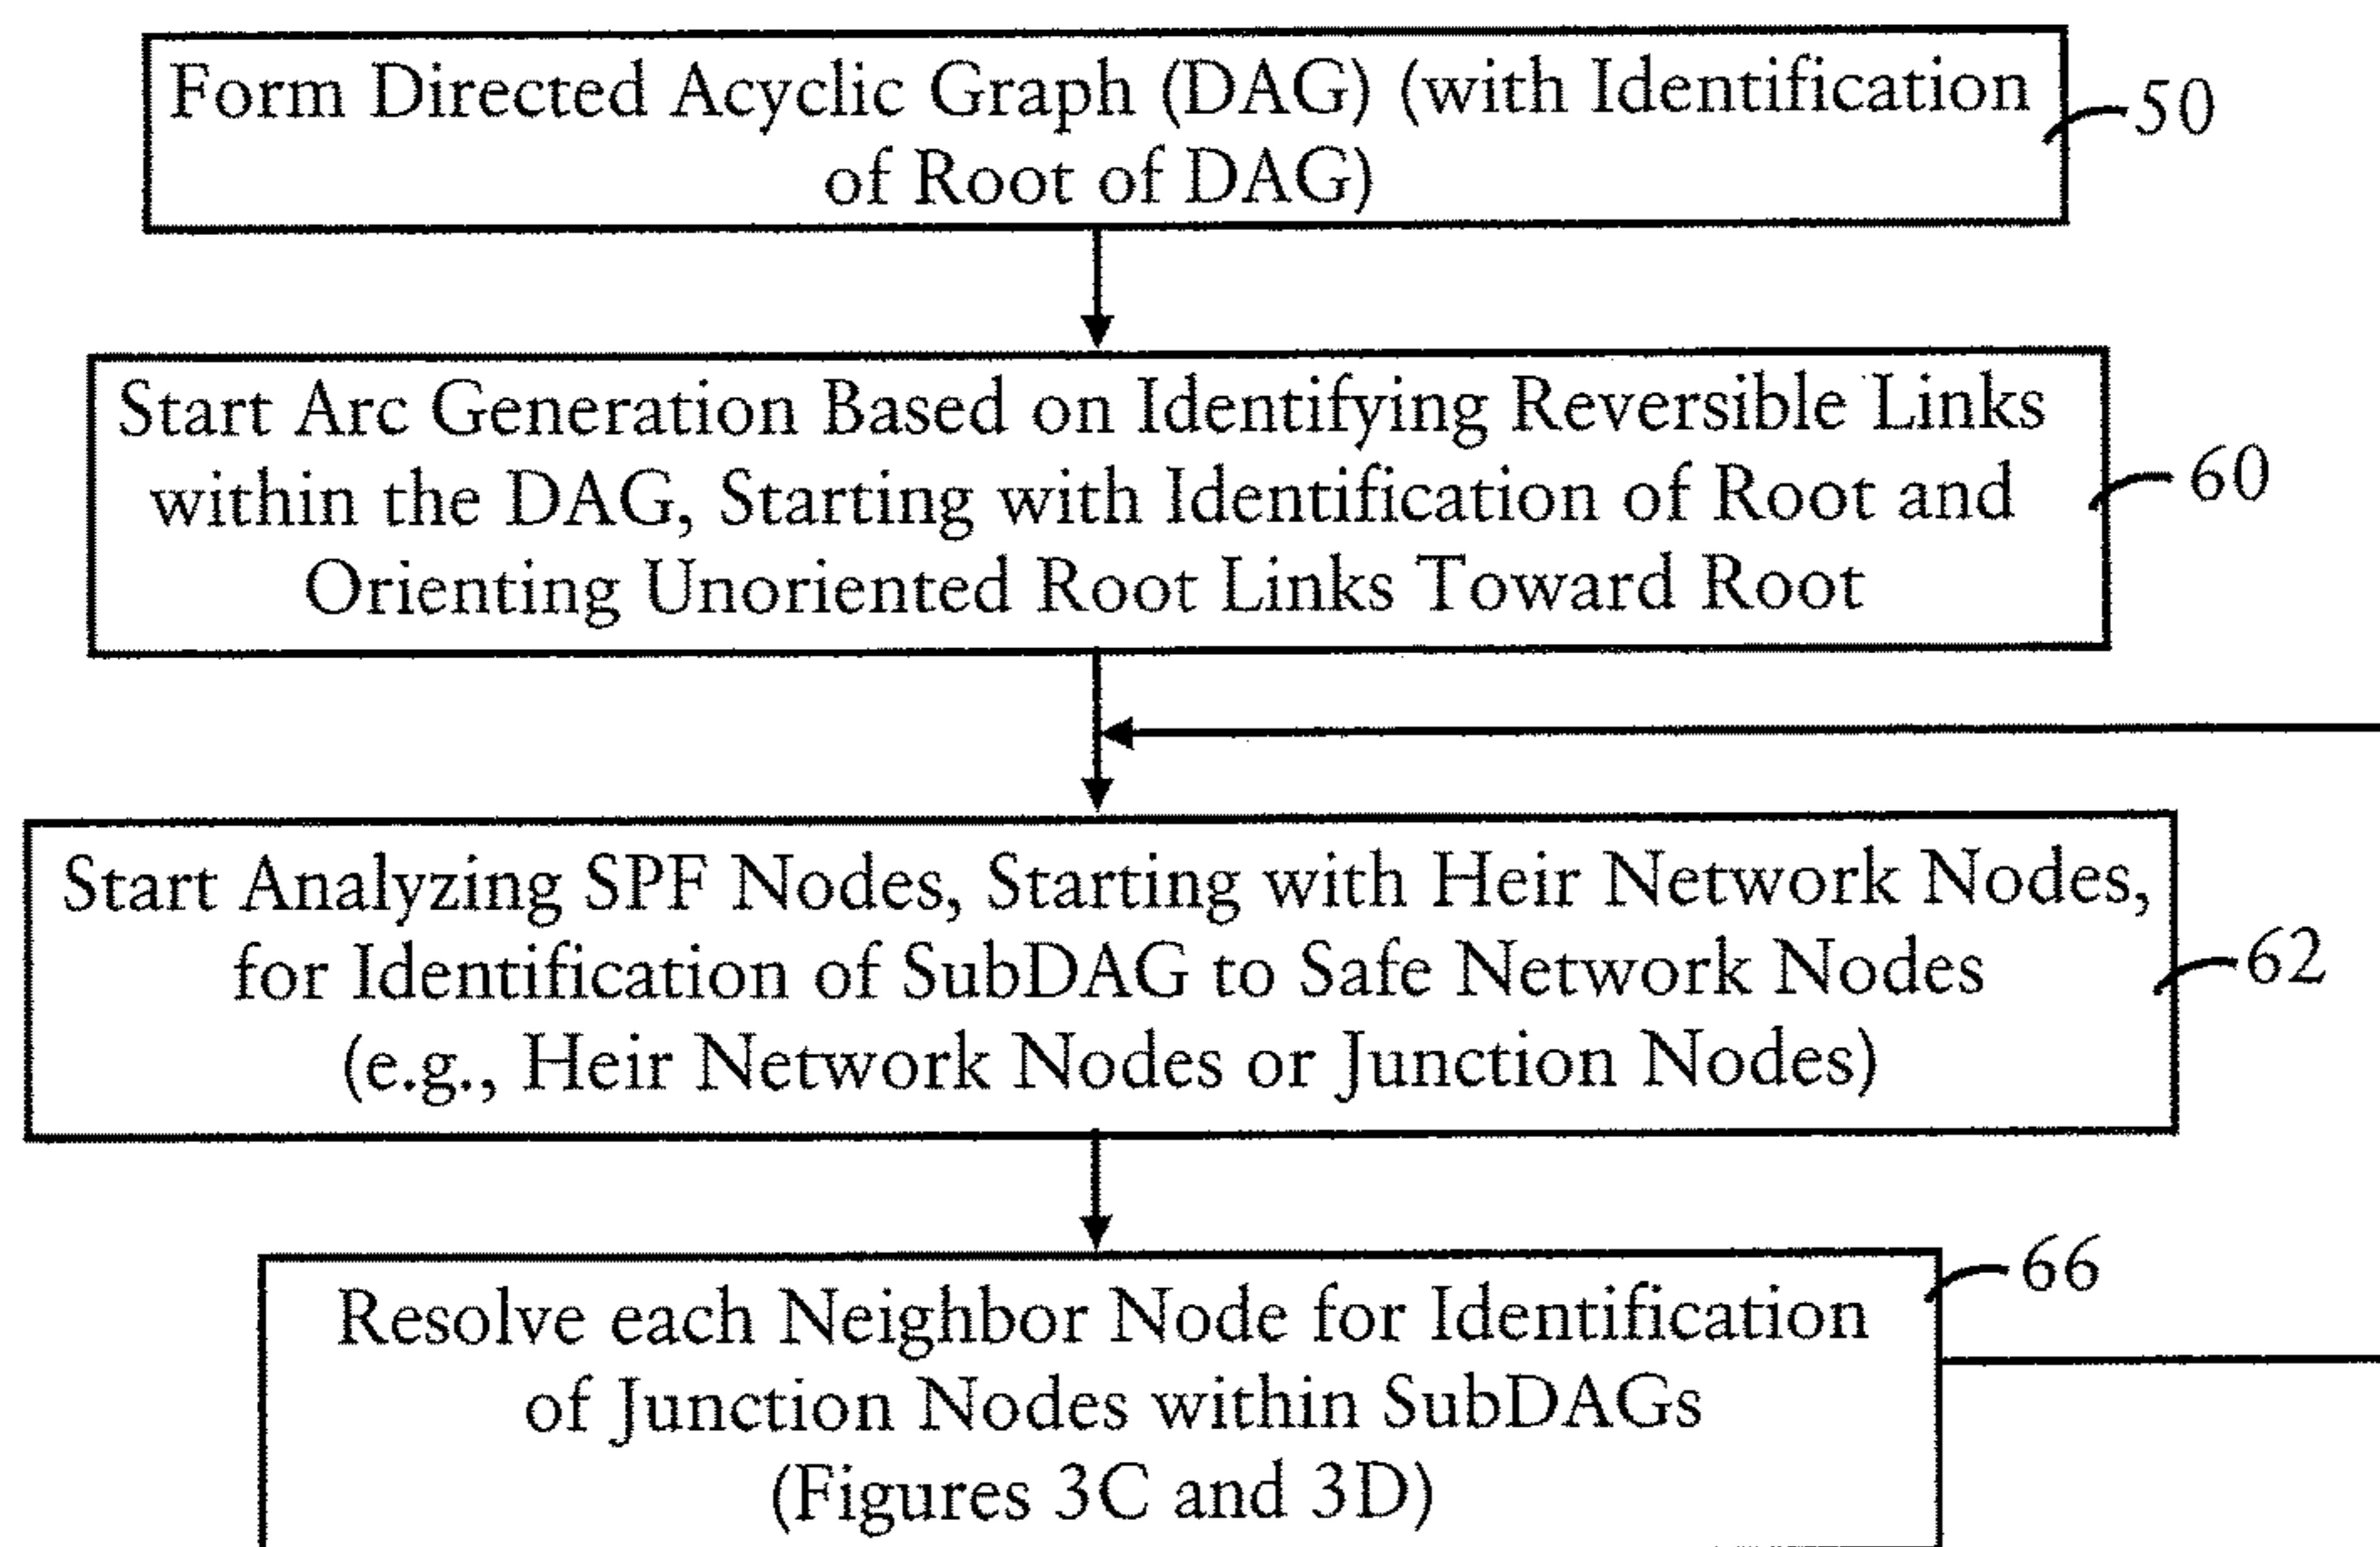 Form Directed Acyclic Graph (DAG) (with Identification
of Root of DAG)
50
Start Arc Generation Based on Identifying Reversible Links
within the DAG, Starting with Identification of Root and
Orienting Unoriented Root Links Toward Root
60
Start Analyzing SPF Nodes, Starting with Heir Network Nodes,
for Identification of SubDAG to Safe Network Nodes
(e.g., Heir Network Nodes or Junction Nodes)
62
Resolve each Neighbor Node for Identification
of Junction Nodes within SubDAGs
(Figures 3C and 3D)
66